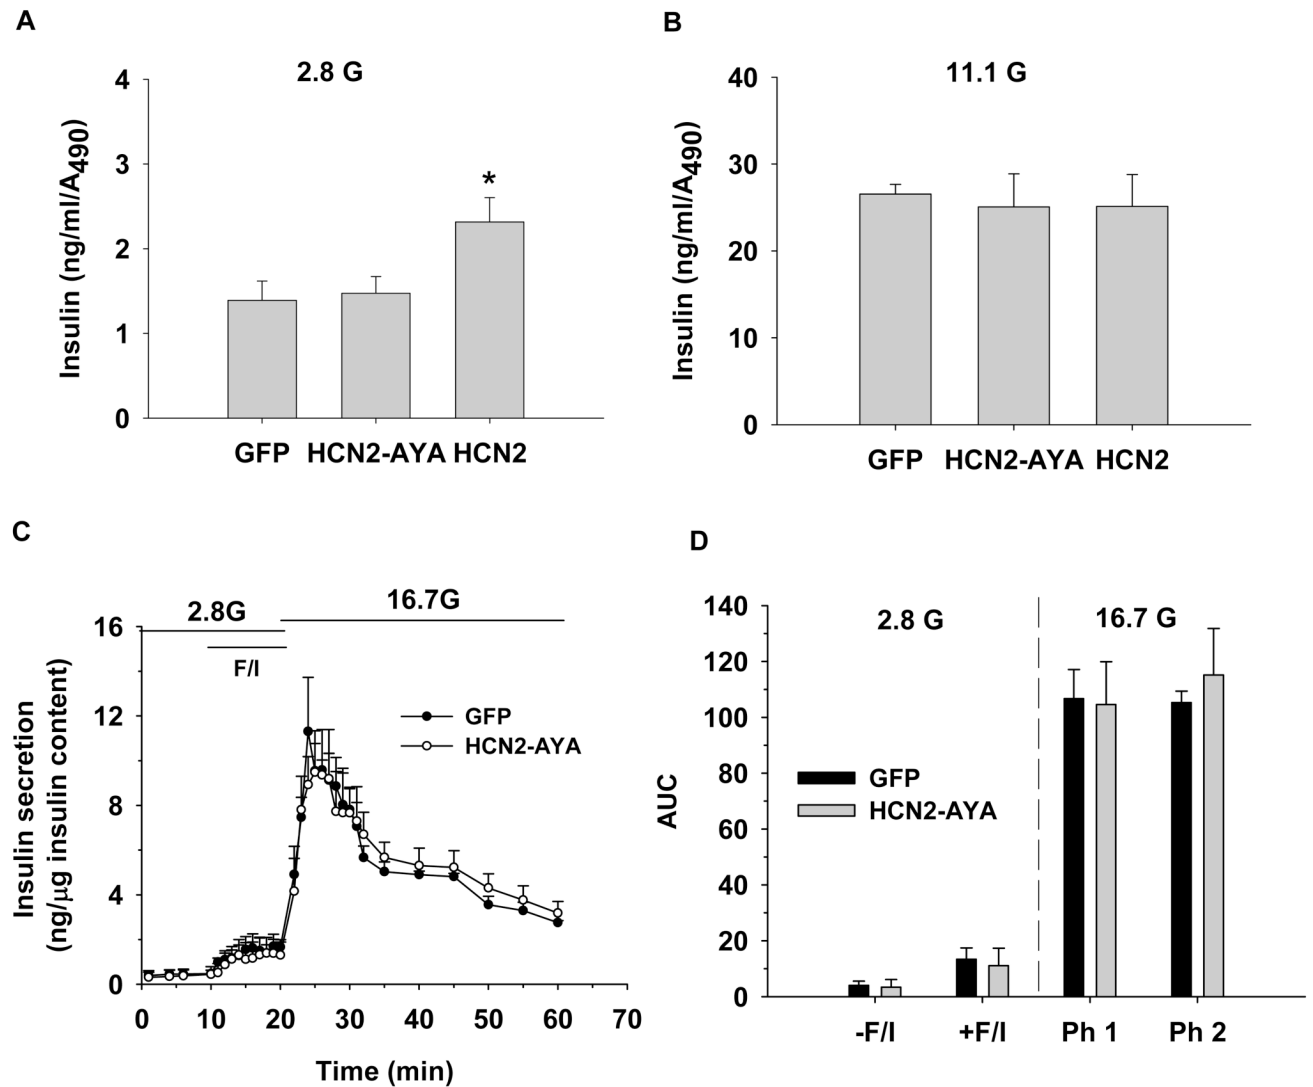 A
2.8 G
4
3
2
1
0
Insulin (ng/ml/A490)
*
GFP HCN2-AYA HCN2
B
11.1 G
40
30
20
10
0
Insulin (ng/ml/A490)
GFP HCN2-AYA HCN2
C
2.8G
16.7G
F/I
16
12
8
4
0
Insulin secretion
(ng/µg insulin content)
GFP
HCN2-AYA
0 10 20 30 40 50 60 70
Time (min)
D
140
120
100
80
60
40
20
0
AUC
2.8 G
16.7 G
GFP
HCN2-AYA
-F/I +F/I Ph 1 Ph 2